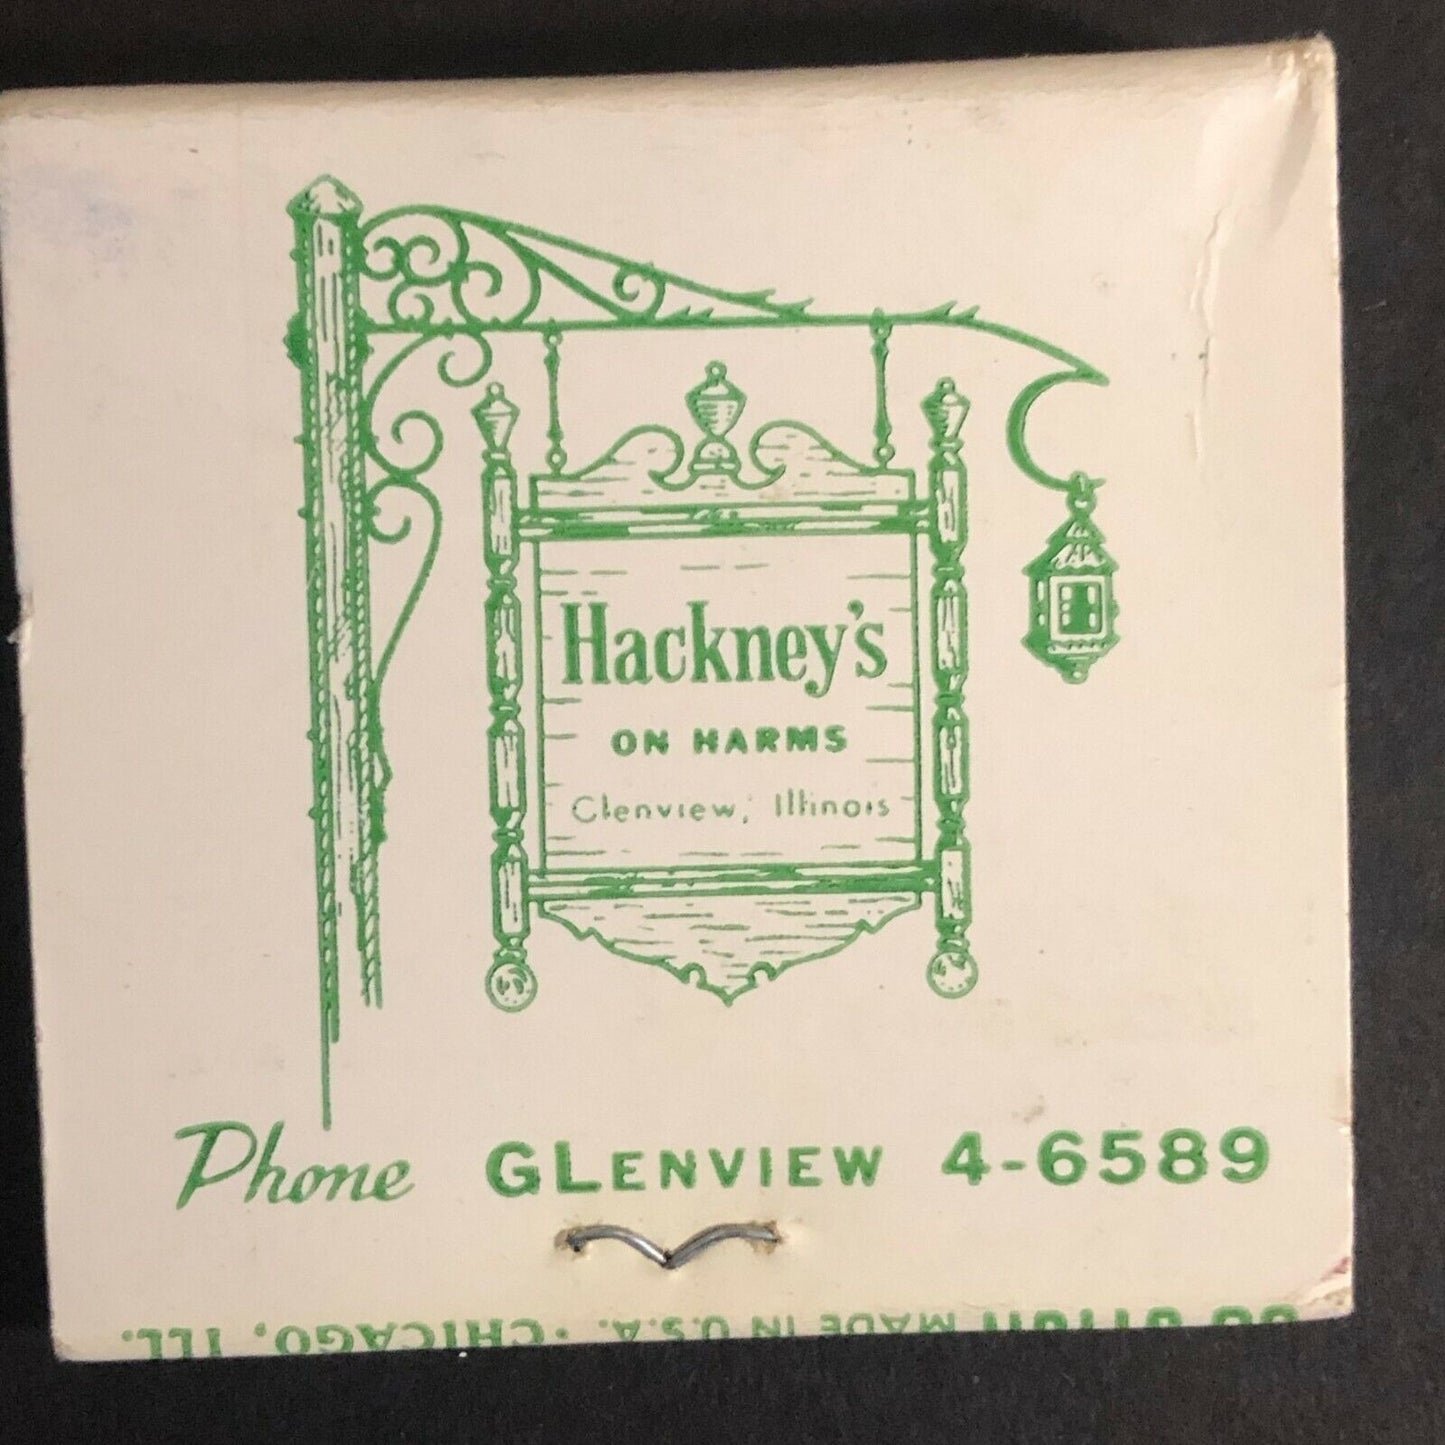 Hackney's
ON HARMS
Glenview, Illinois
Phone GLENVIEW 4-6589
MADE IN U.S.A. · CHICAGO, ILL.